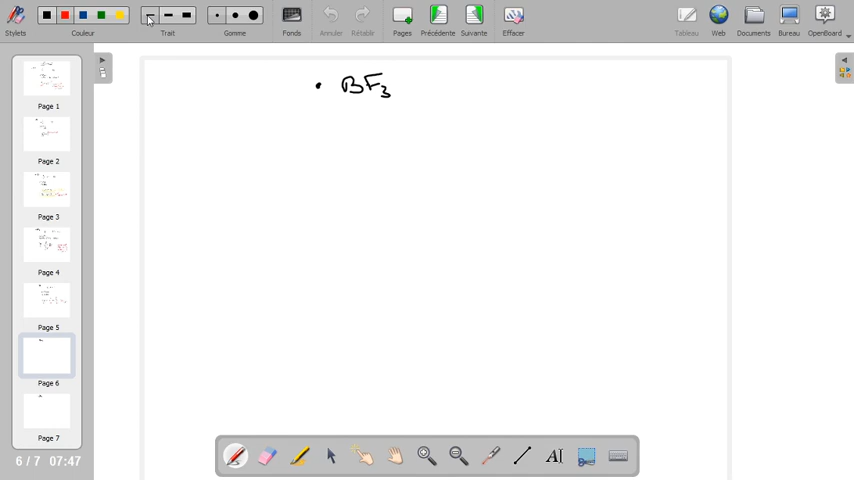 Stylets
Couleur
Trait
Gomme
Fonds
Annuler
Rétablir
Pages
Précédente
Suivante
Effacer
Tableau
Web
Documents
Bureau
OpenBoard
Page 1
Page 2
Page 3
Page 4
Page 5
Page 6
Page 7
6 / 7 07:47
• BF₃